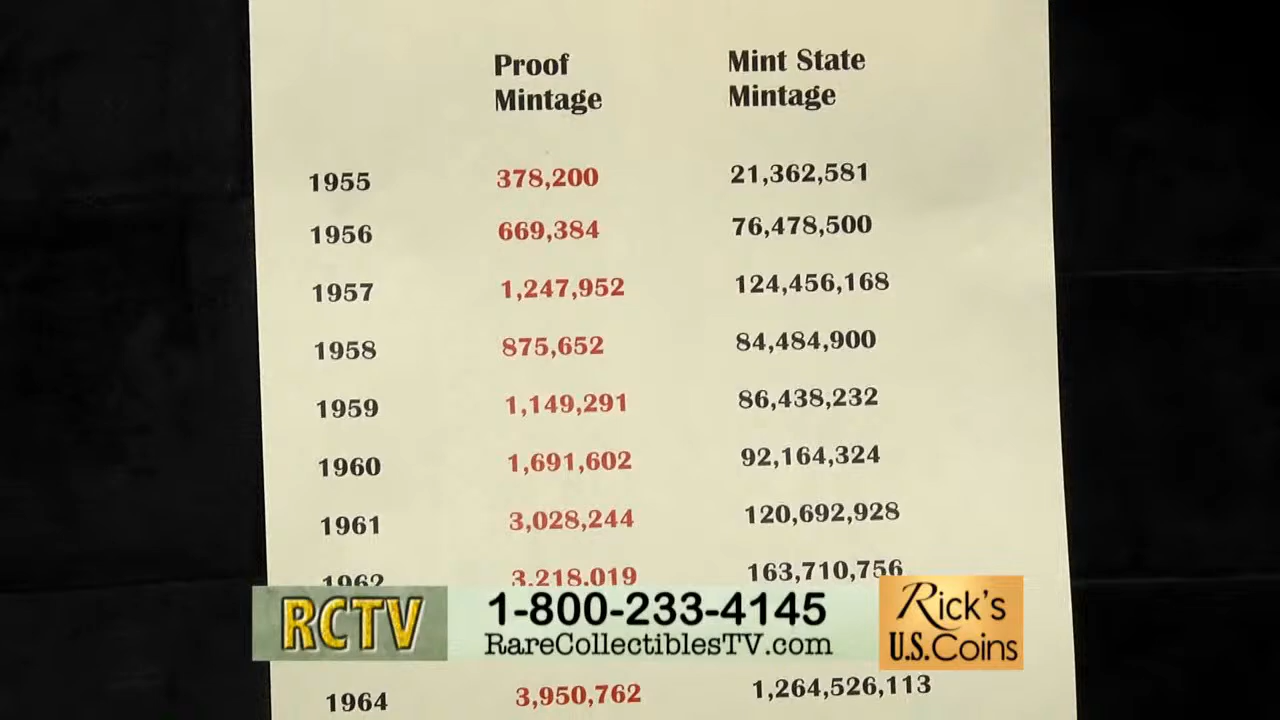 Proof Mintage
Mint State Mintage
1955 378,200 21,362,581
1956 669,384 76,478,500
1957 1,247,952 124,456,168
1958 875,652 84,484,900
1959 1,149,291 86,438,232
1960 1,691,602 92,164,324
1961 3,028,244 120,692,928
1962 3,218,019 163,710,756
RCTV
1-800-233-4145
RareCollectiblesTV.com
Rick's
U.S. Coins
1964 3,950,762 1,264,526,113